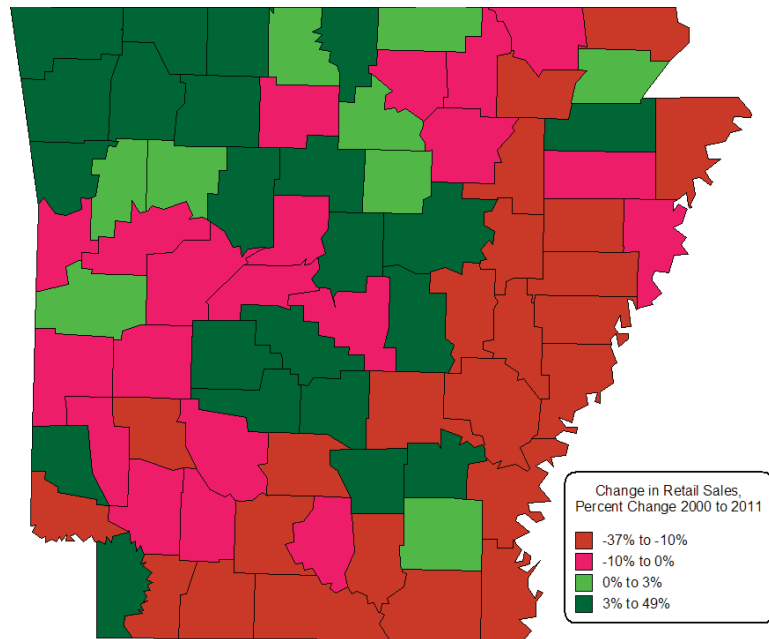 Change in Retail Sales,
Percent Change 2000 to 2011
-37% to -10%
-10% to 0%
0% to 3%
3% to 49%